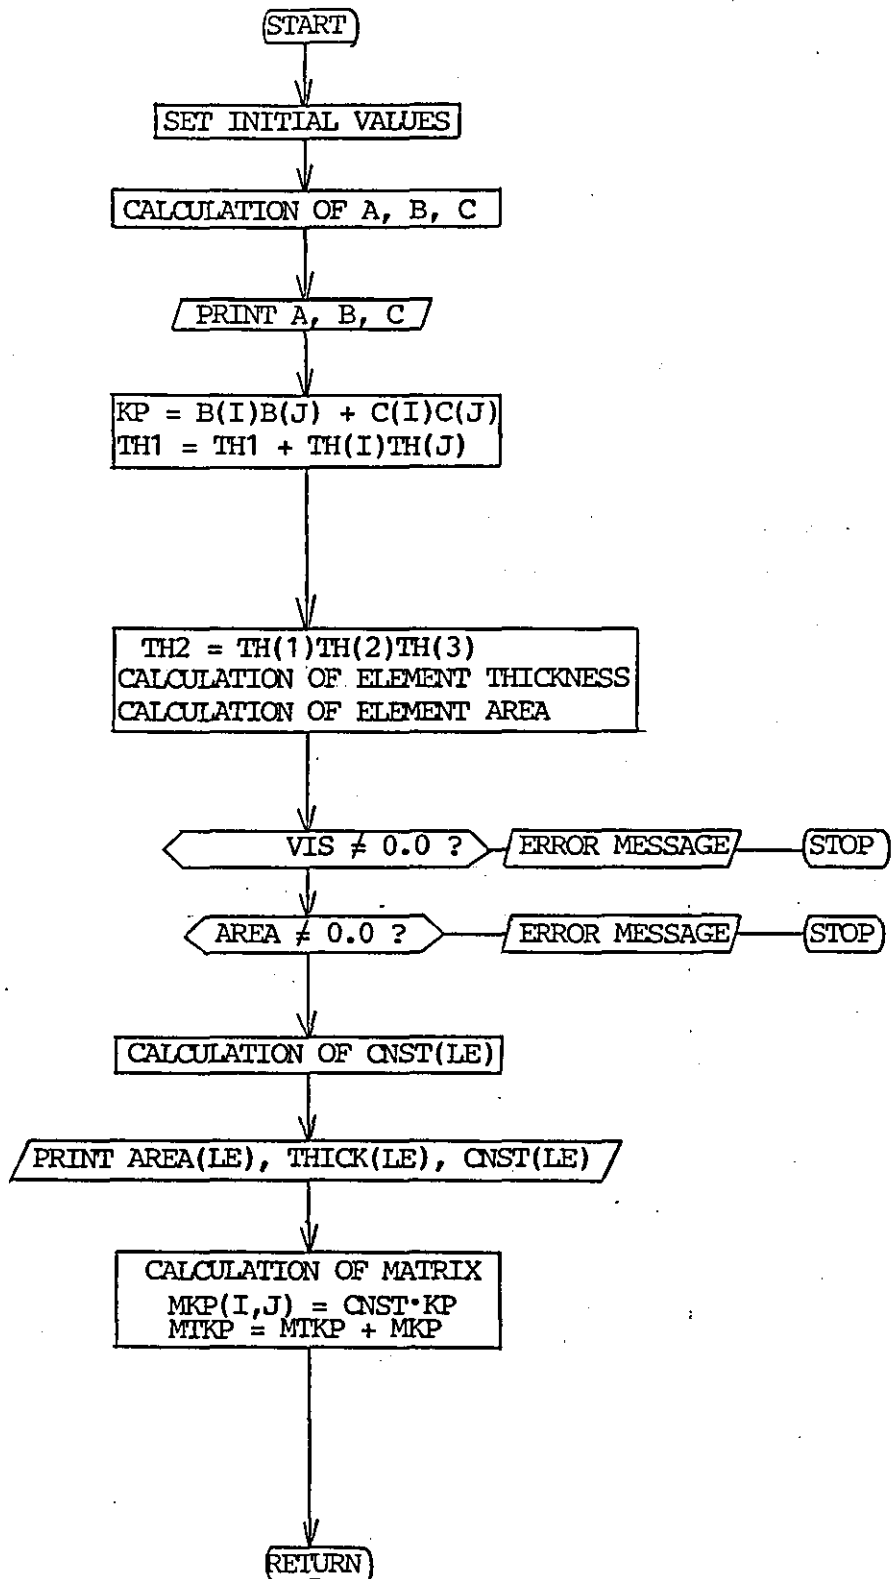 START
SET INITIAL VALUES
CALCULATION OF A, B, C
PRINT A, B, C
KP = B(I)B(J) + C(I)C(J)
TH1 = TH1 + TH(I)TH(J)
TH2 = TH(1)TH(2)TH(3)
CALCULATION OF ELEMENT THICKNESS
CALCULATION OF ELEMENT AREA
VIS ≠ 0.0 ? ERROR MESSAGE STOP
AREA ≠ 0.0 ? ERROR MESSAGE STOP
CALCULATION OF CNST(LE)
PRINT AREA(LE), THICK(LE), CNST(LE)
CALCULATION OF MATRIX
MKP(I,J) = CNST·KP
MTKP = MTKP + MKP
RETURN